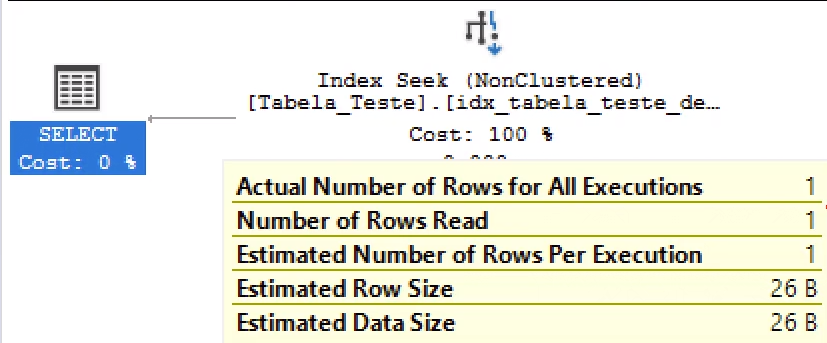 Index Seek (NonClustered)
[Tabela_Teste].[idx_tabela_teste_de…
Cost: 100 %
SELECT
Cost: 0 %
Actual Number of Rows for All Executions 1
Number of Rows Read 1
Estimated Number of Rows Per Execution 1
Estimated Row Size 26 B
Estimated Data Size 26 B